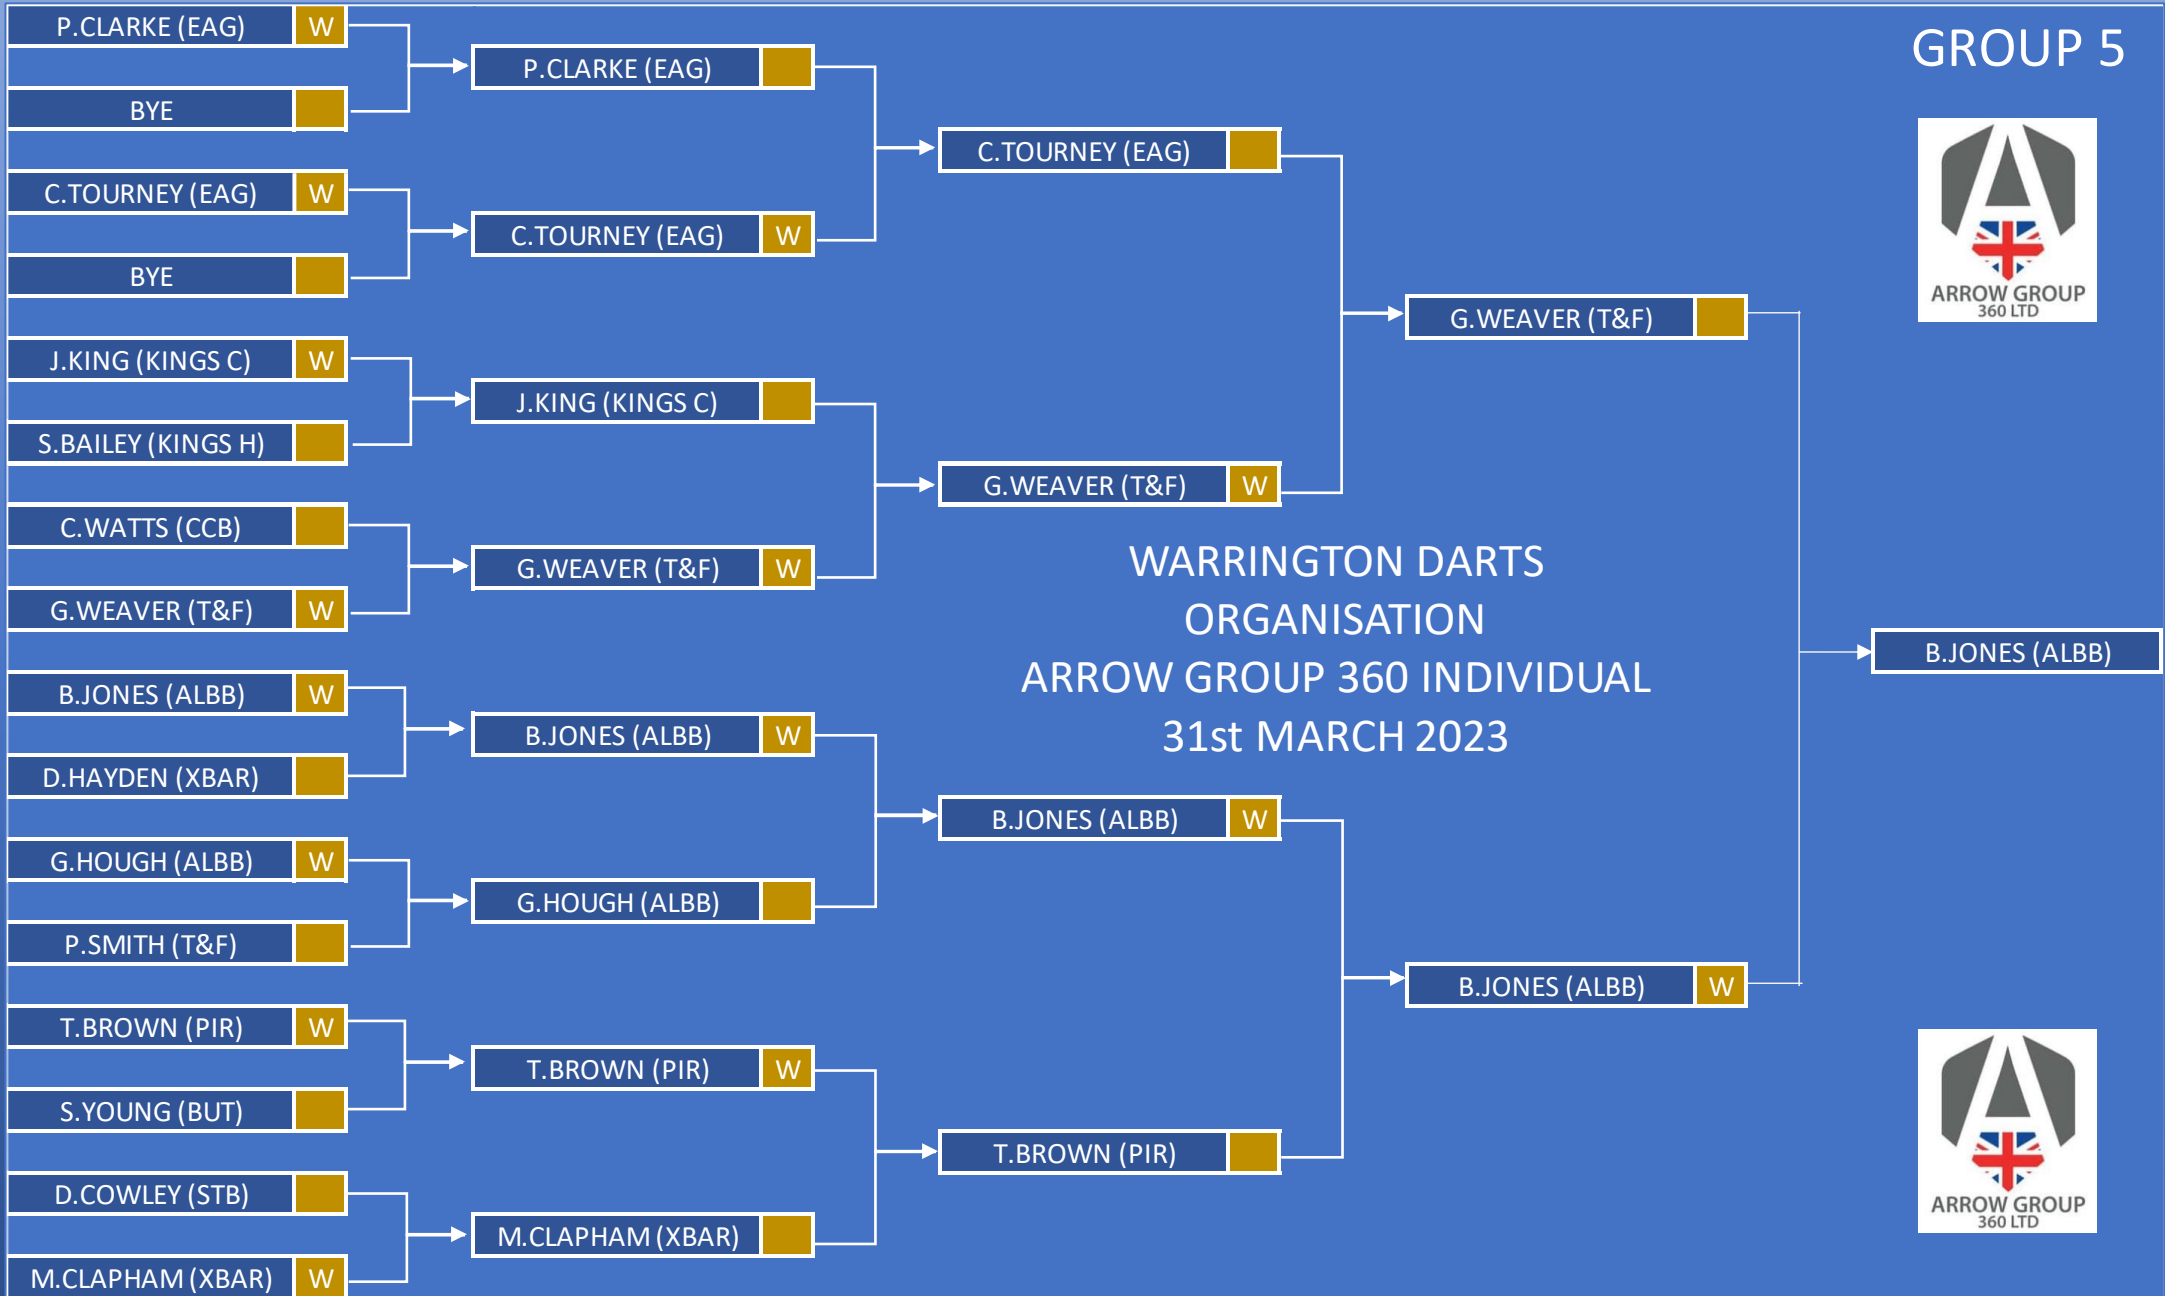 GROUP 5
P.CLARKE (EAG) W
BYE
C.TOURNEY (EAG) W
BYE
J.KING (KINGS C) W
S.BAILEY (KINGS H)
C.WATTS (CCB)
G.WEAVER (T&F) W
B.JONES (ALBB) W
D.HAYDEN (XBAR)
G.HOUGH (ALBB) W
P.SMITH (T&F)
T.BROWN (PIR) W
S.YOUNG (BUT)
D.COWLEY (STB)
M.CLAPHAM (XBAR) W
P.CLARKE (EAG)
C.TOURNEY (EAG) W
J.KING (KINGS C)
G.WEAVER (T&F) W
B.JONES (ALBB) W
G.HOUGH (ALBB)
T.BROWN (PIR) W
M.CLAPHAM (XBAR)
C.TOURNEY (EAG)
G.WEAVER (T&F) W
B.JONES (ALBB) W
T.BROWN (PIR)
WARRINGTON DARTS
ORGANISATION
ARROW GROUP 360 INDIVIDUAL
31st MARCH 2023
G.WEAVER (T&F)
B.JONES (ALBB) W
B.JONES (ALBB)
ARROW GROUP
360 LTD
ARROW GROUP
360 LTD